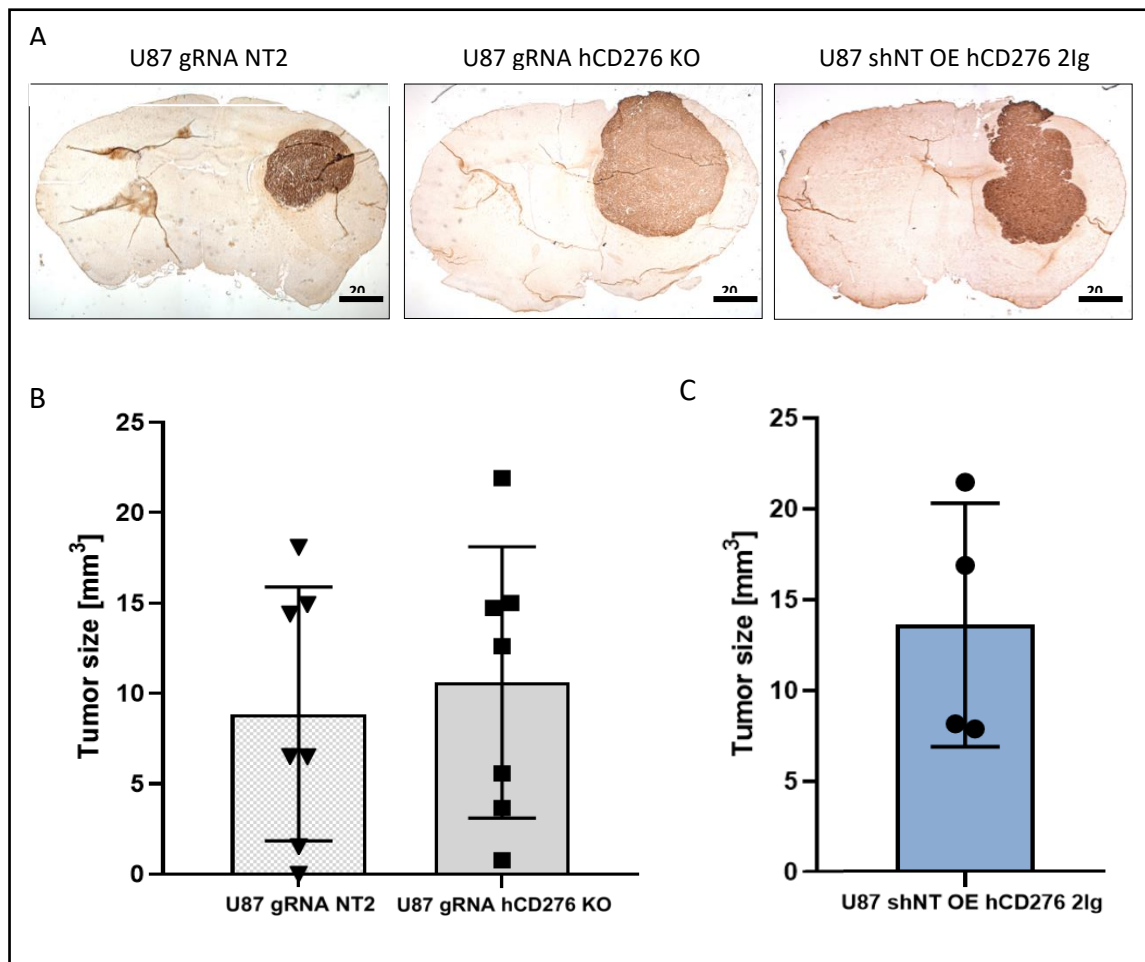 A
U87 gRNA NT2
U87 gRNA hCD276 KO
U87 shNT OE hCD276 2Ig
20
20
20
B
Tumor size [mm³]
25
20
15
10
5
0
U87 gRNA NT2
U87 gRNA hCD276 KO
C
Tumor size [mm³]
25
20
15
10
5
0
U87 shNT OE hCD276 2Ig